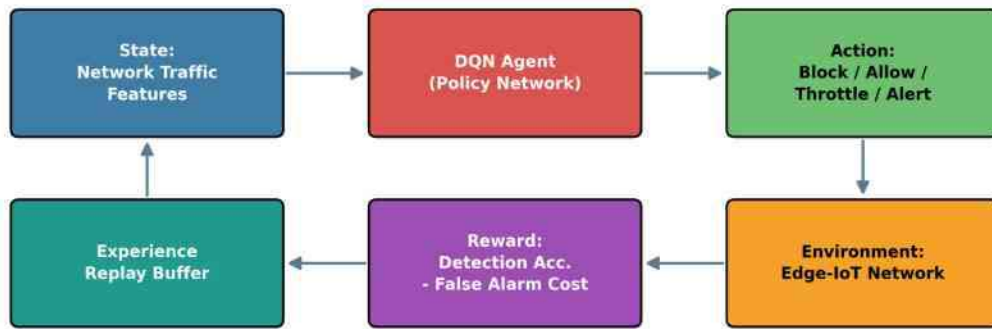 State:
Network Traffic
Features
DQN Agent
(Policy Network)
Action:
Block / Allow /
Throttle / Alert
Experience
Replay Buffer
Reward:
Detection Acc.
- False Alarm Cost
Environment:
Edge-IoT Network